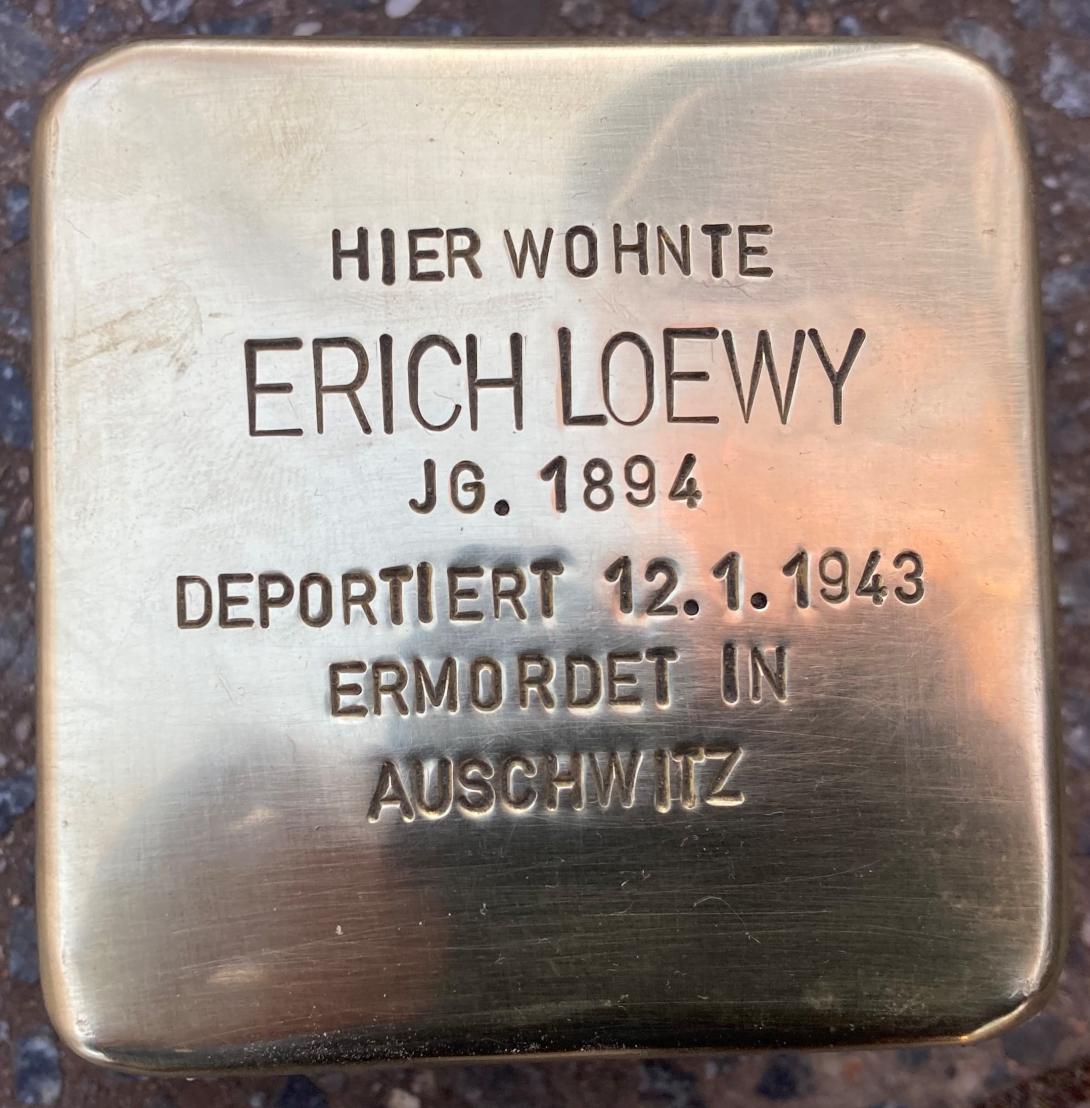 HIER WOHNTE
ERICH LOEWY
JG. 1894
DEPORTIERT 12.1.1943
ERMORDET IN
AUSCHWITZ